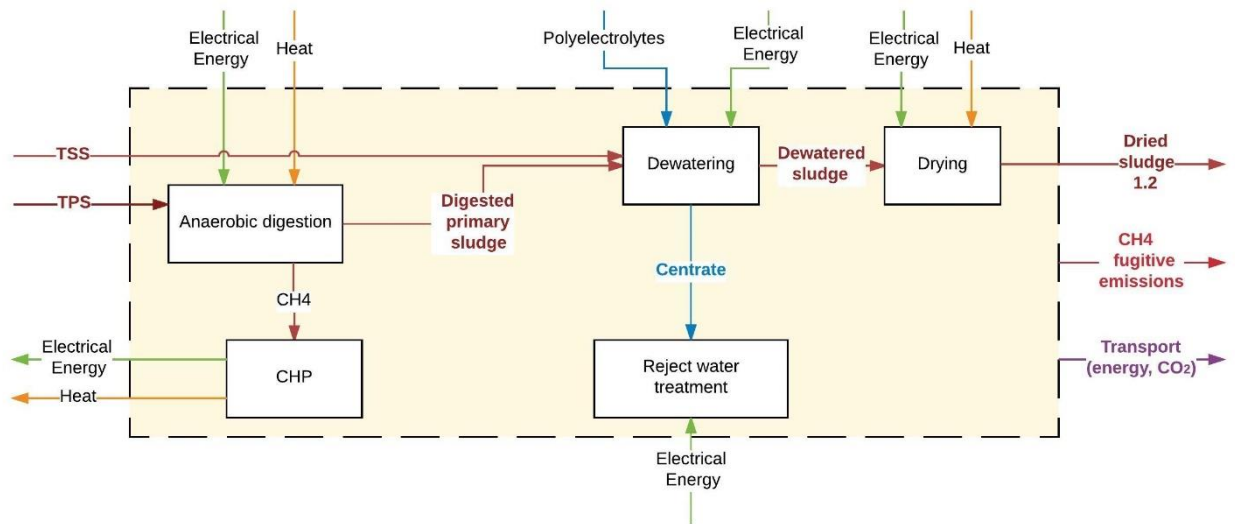 Electrical
Energy
Heat
Polyelectrolytes
Electrical
Energy
Electrical
Energy
Heat
TSS
TPS
Anaerobic digestion
Digested
primary
sludge
Dewatering
Dewatered
sludge
Drying
Dried
sludge
1.2
CH4
fugitive
emissions
Centrate
CH4
Electrical
Energy
Heat
CHP
Reject water
treatment
Transport
(energy, CO2)
Electrical
Energy